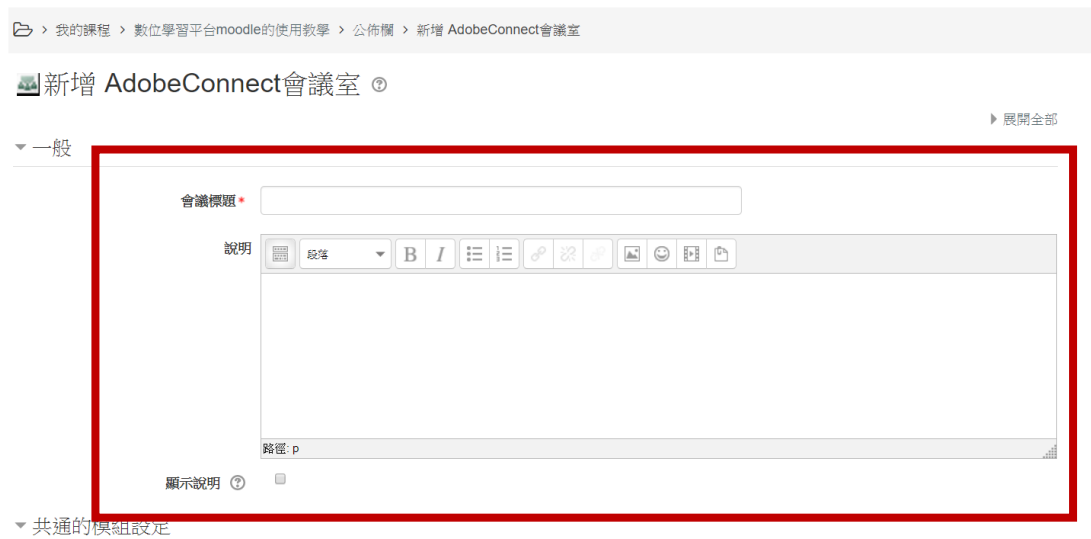 我的課程 > 數位學習平台moodle的使用教學 > 公佈欄 > 新增 AdobeConnect會議室
新增 AdobeConnect會議室
展開全部
一般
會議標題*
說明
段落 B I
路徑: p
顯示說明
共通的模組設定